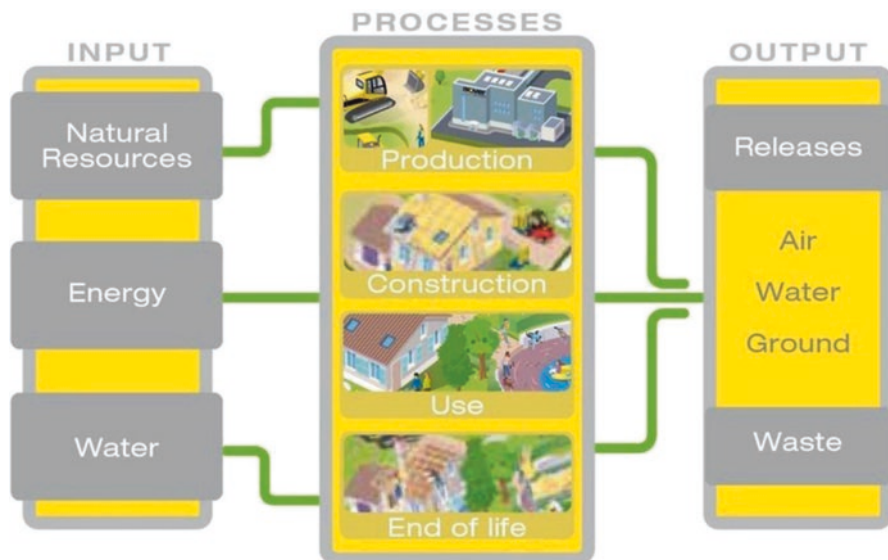 INPUT
Natural
Resources
Energy
Water
PROCESSES
Production
Construction
Use
End of life
OUTPUT
Releases
Air
Water
Ground
Waste